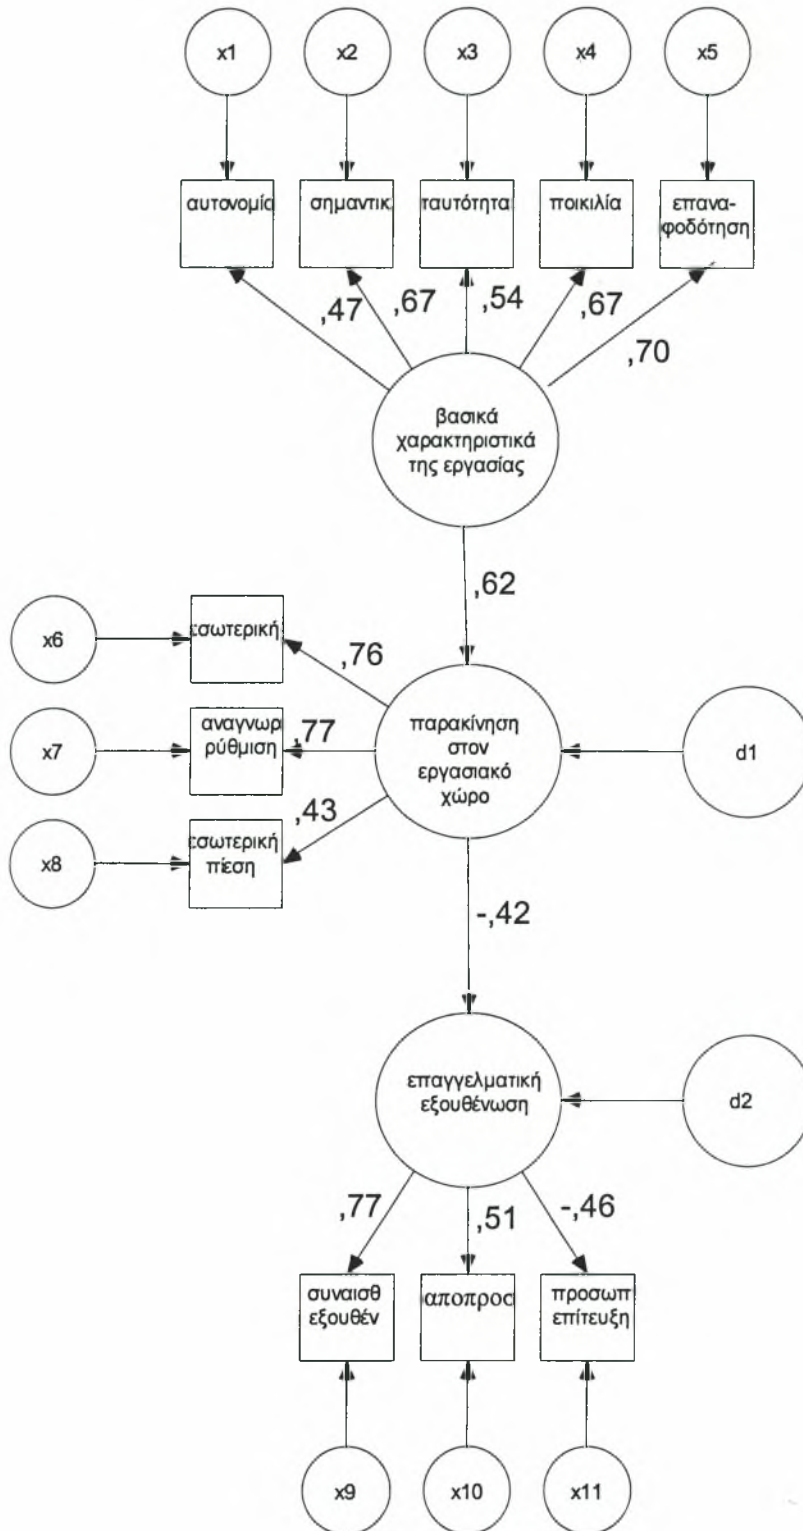 x1
x2
x3
x4
x5
αυτονομία
σημαντικ
ταυτότητα
ποικιλία
επανα-
φοδότηση
,47
,67
,54
,67
,70
βασικά
χαρακτηριστικά
της εργασίας
,62
x6
εσωτερική
,76
x7
αναγνωρ
ρύθμιση
,77
παρακίνηση
στον
εργασιακό
χώρο
d1
,43
x8
εσωτερική
πίεση
-,42
επαγγελματική
εξουθένωση
d2
,77
,51
-,46
συναισθ
εξουθέν
αποπροσ
προσωπ
επίτευξη
x9
x10
x11